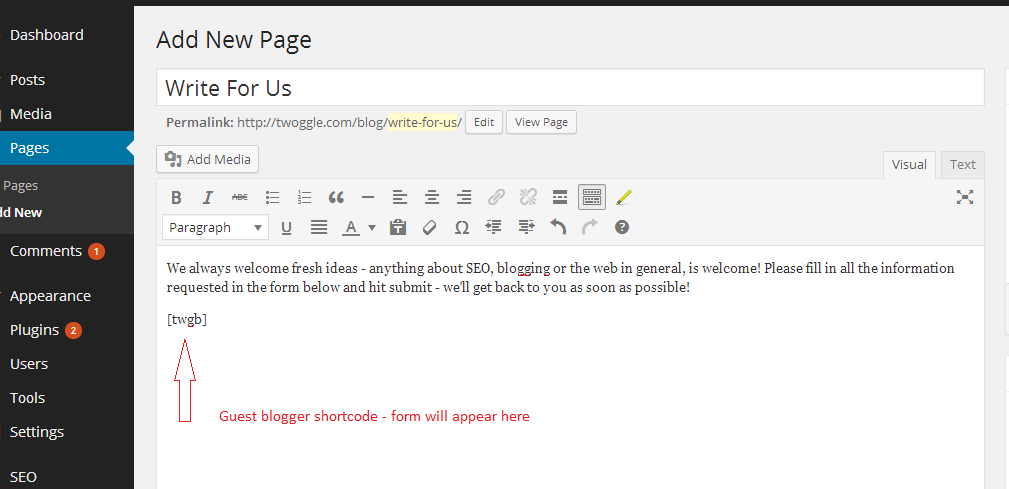 Dashboard
Posts
Media
Pages
Pages
dd New
Comments 1
Appearance
Plugins 2
Users
Tools
Settings
SEO
Add New Page
Write For Us
Permalink: http://twoggle.com/blog/write-for-us/ Edit View Page
Add Media
Visual Text
B I ABC
Paragraph U A Ω ?
We always welcome fresh ideas - anything about SEO, blogging or the web in general, is welcome! Please fill in all the information
requested in the form below and hit submit - we'll get back to you as soon as possible!
[twgb]
Guest blogger shortcode - form will appear here